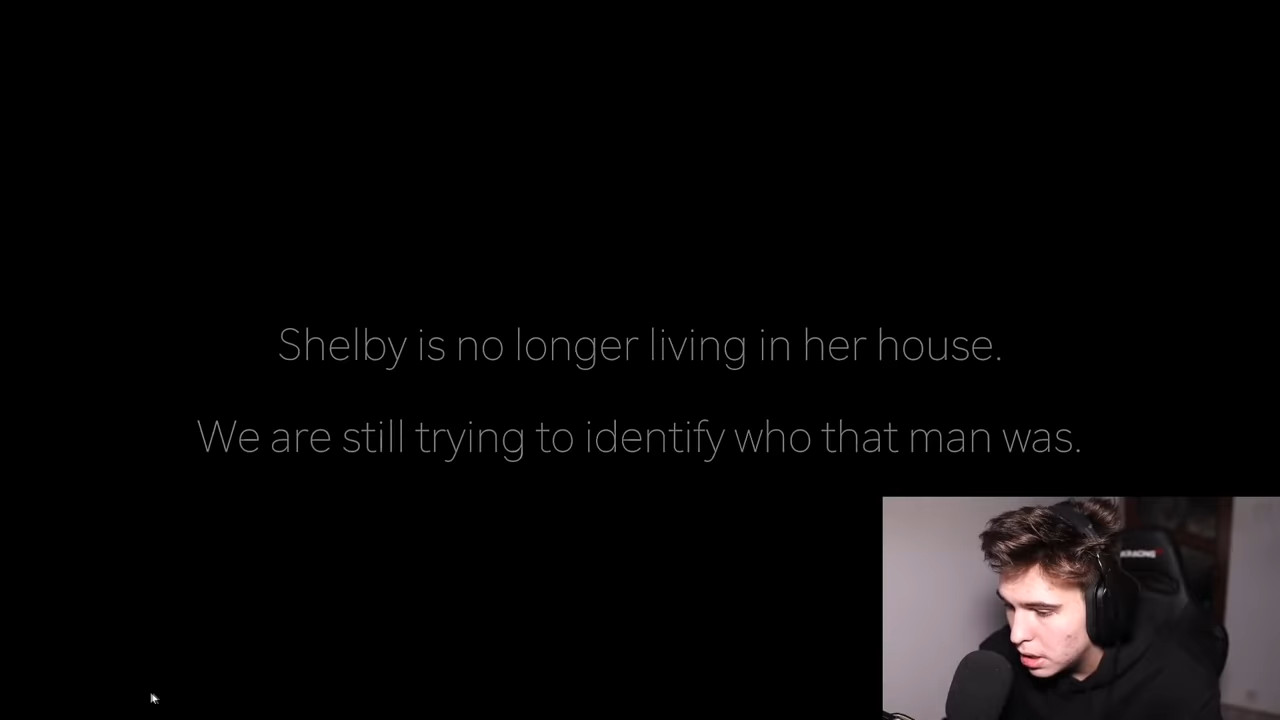 Shelby is no longer living in her house.
We are still trying to identify who that man was.